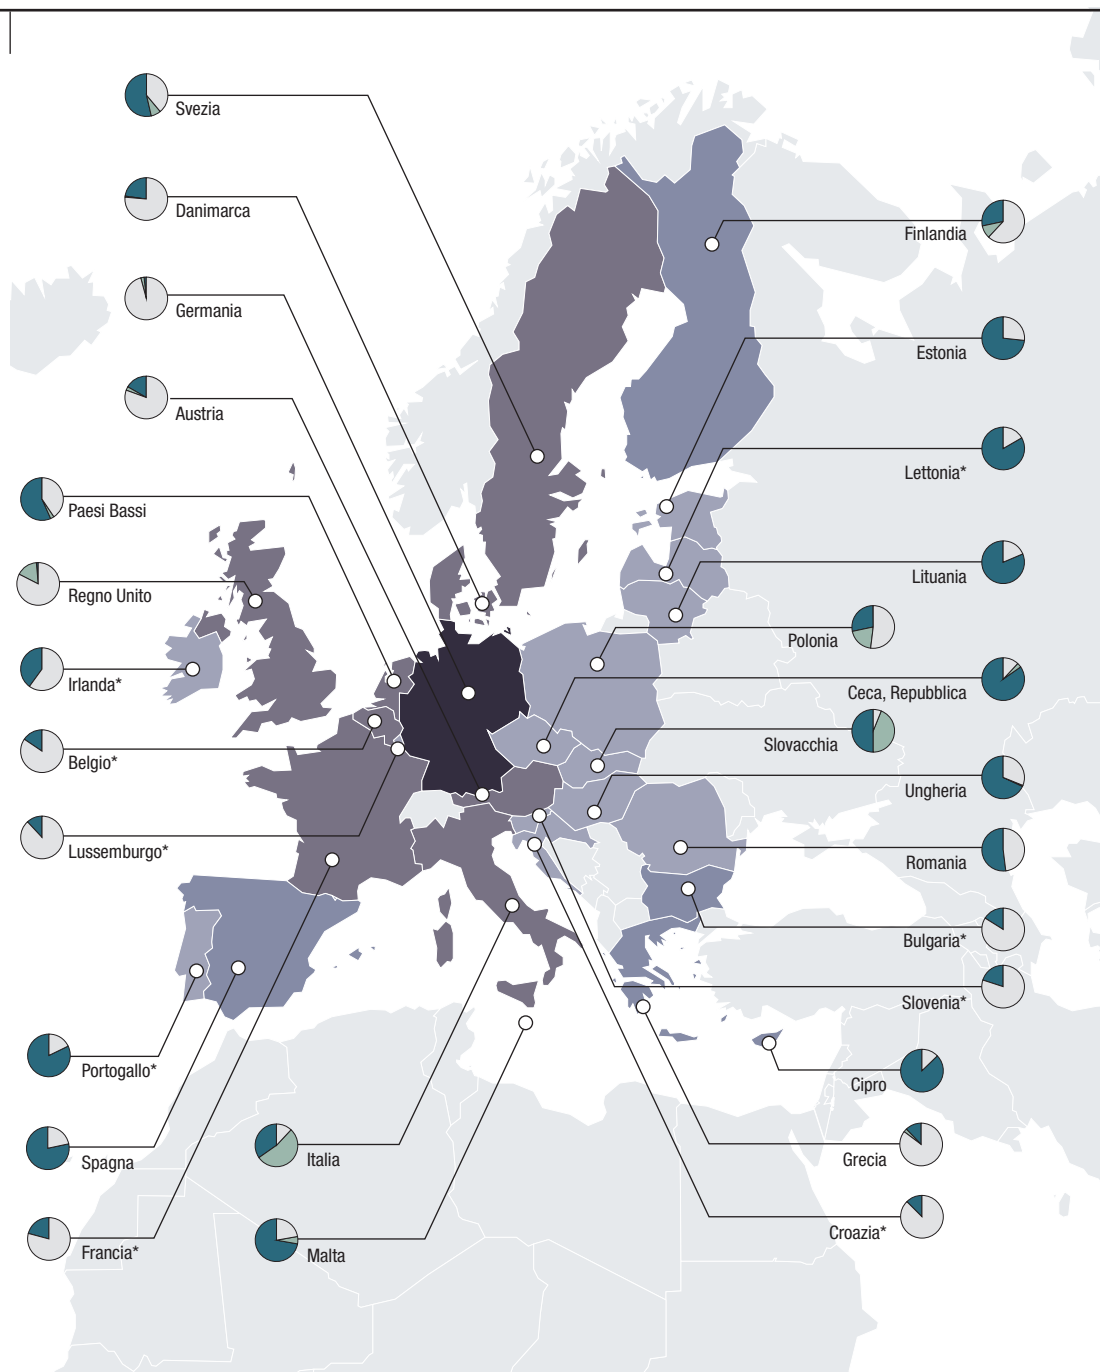 Svezia
Danimarca
Germania
Austria
Paesi Bassi
Regno Unito
Irlanda*
Belgio*
Lussemburgo*
Portogallo*
Spagna
Francia*
Italia
Malta
Finlandia
Estonia
Lettonia*
Lituania
Polonia
Ceca, Repubblica
Slovacchia
Ungheria
Romania
Bulgaria*
Slovenia*
Cipro
Grecia
Croazia*